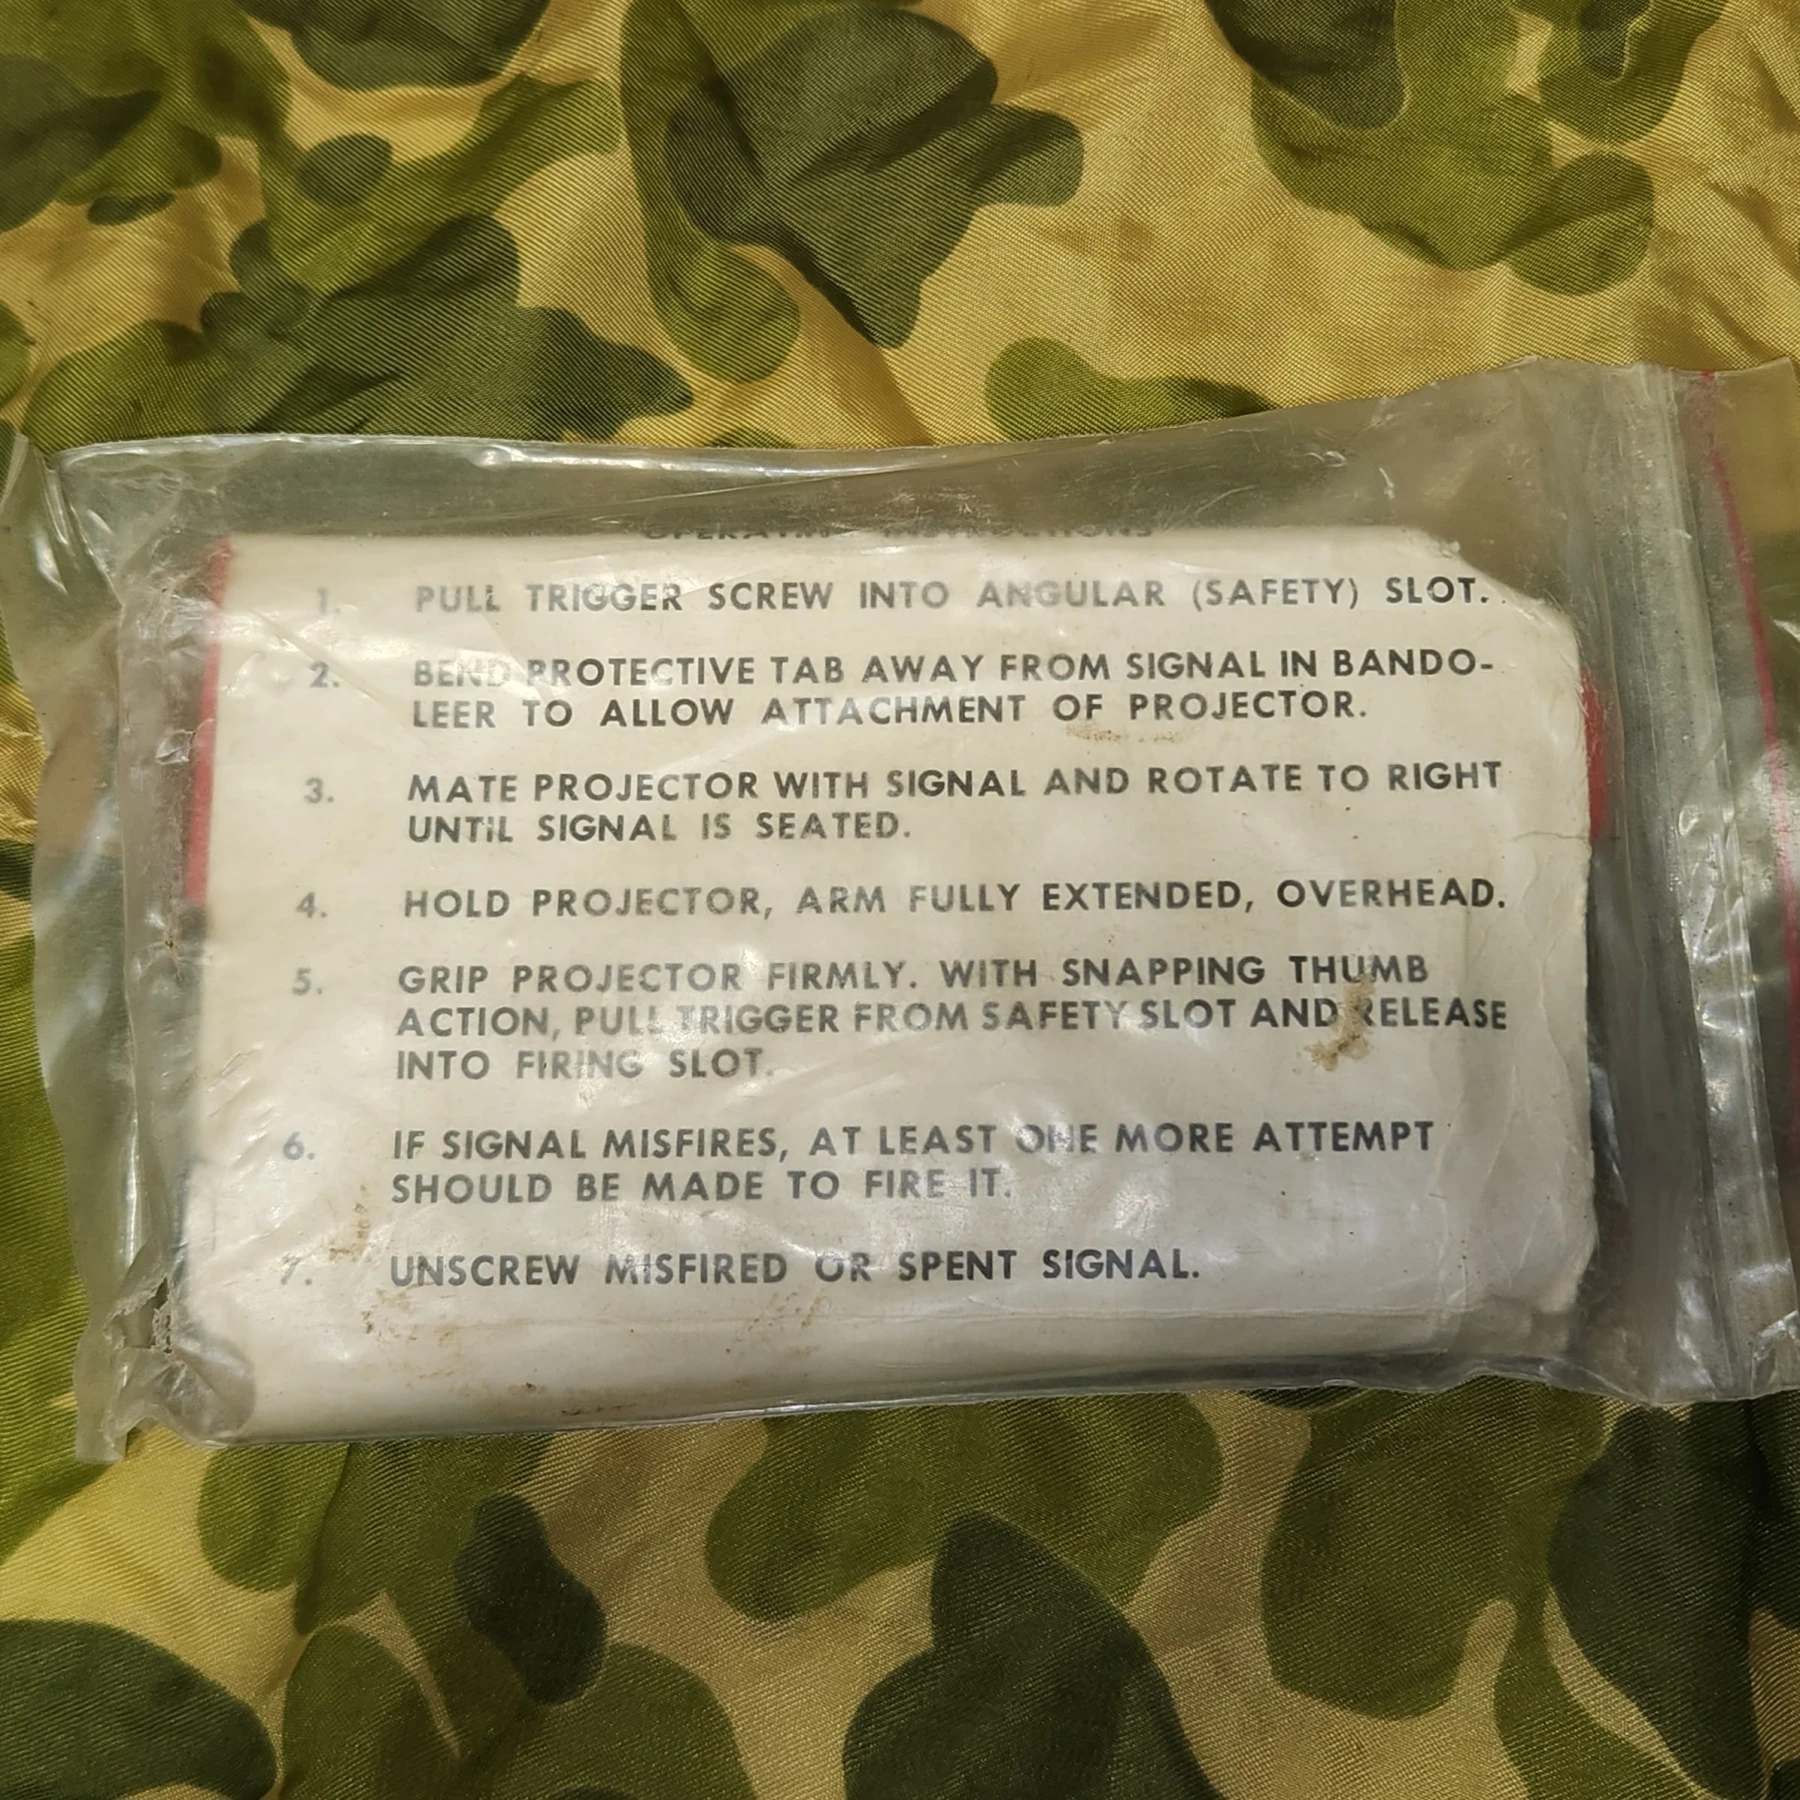 OPERATING INSTRUCTIONS
1. PULL TRIGGER SCREW INTO ANGULAR (SAFETY) SLOT.
2. BEND PROTECTIVE TAB AWAY FROM SIGNAL IN BANDO-
LEER TO ALLOW ATTACHMENT OF PROJECTOR.
3. MATE PROJECTOR WITH SIGNAL AND ROTATE TO RIGHT
UNTIL SIGNAL IS SEATED.
4. HOLD PROJECTOR, ARM FULLY EXTENDED, OVERHEAD.
5. GRIP PROJECTOR FIRMLY. WITH SNAPPING THUMB
ACTION, PULL TRIGGER FROM SAFETY SLOT AND RELEASE
INTO FIRING SLOT.
6. IF SIGNAL MISFIRES, AT LEAST ONE MORE ATTEMPT
SHOULD BE MADE TO FIRE IT.
7. UNSCREW MISFIRED OR SPENT SIGNAL.